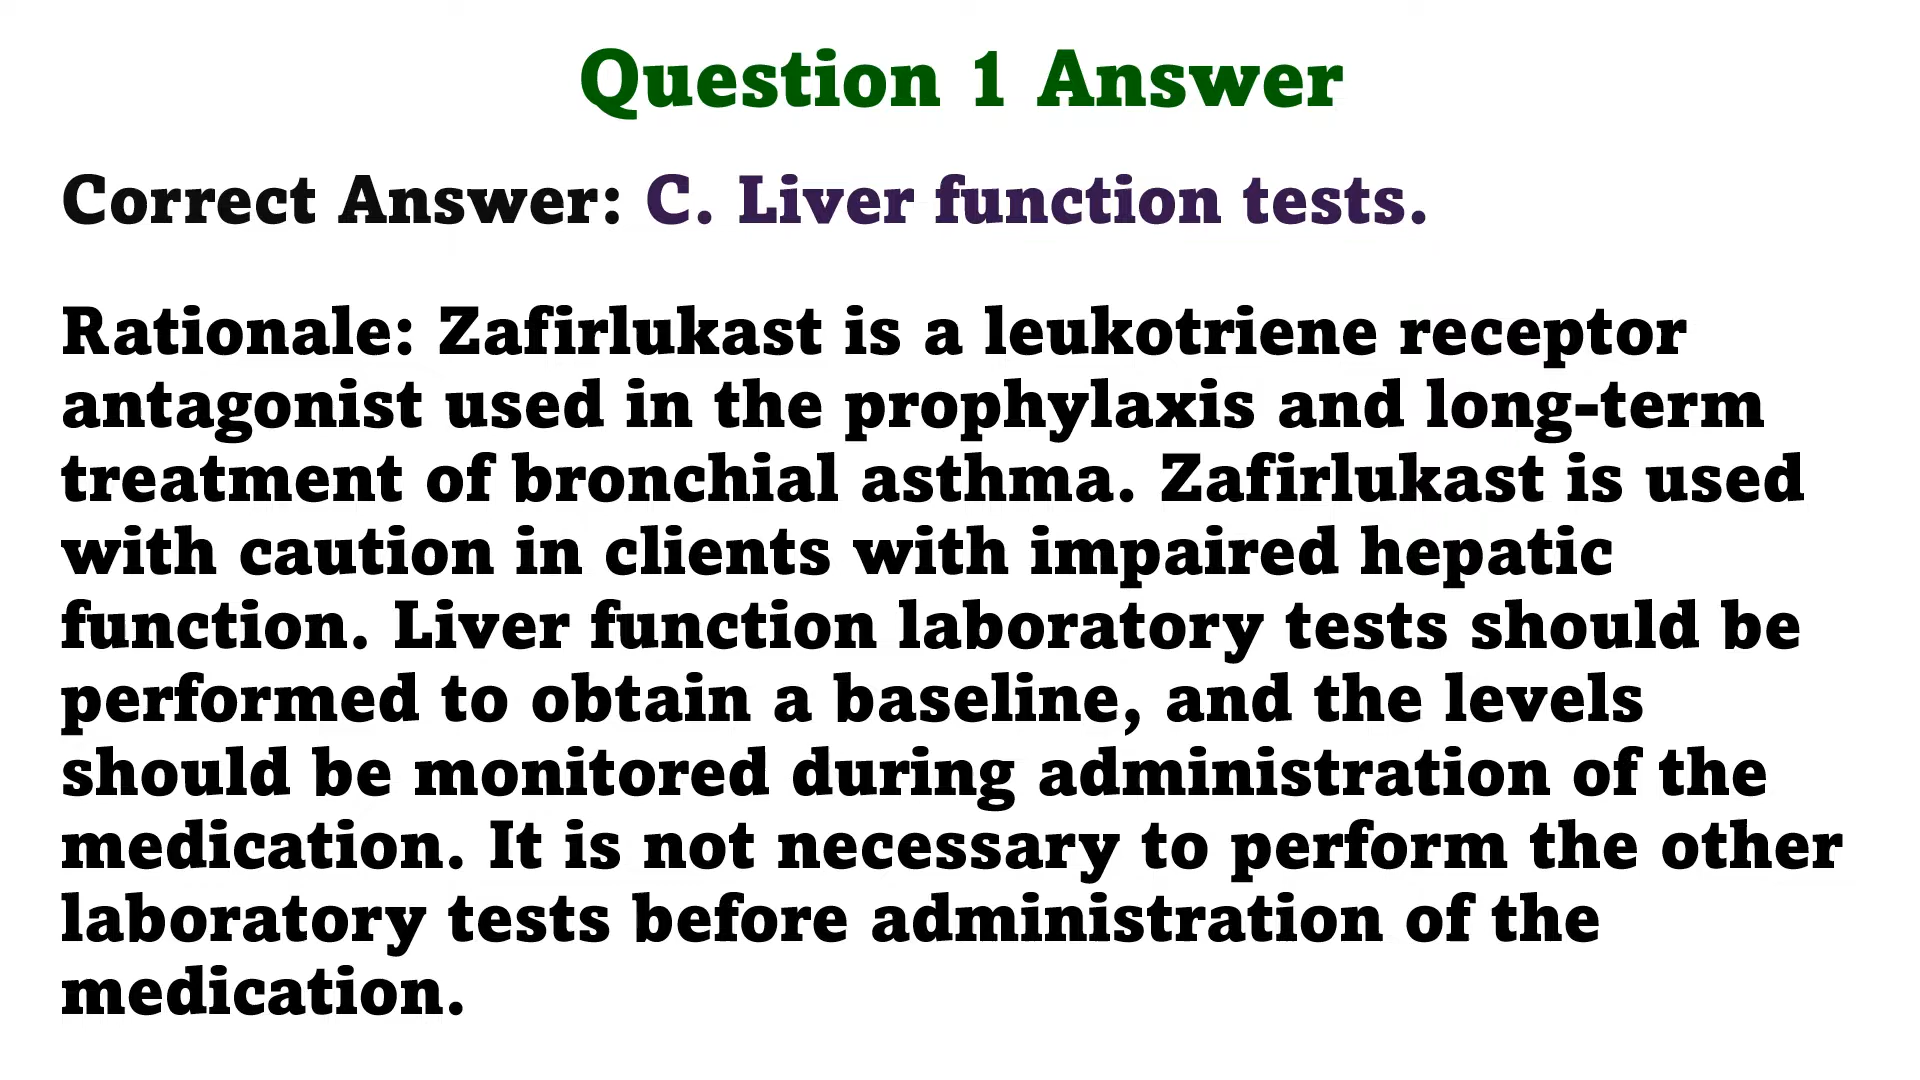 Question 1 Answer
Correct Answer: C. Liver function tests.
Rationale: Zafirlukast is a leukotriene receptor
antagonist used in the prophylaxis and long-term
treatment of bronchial asthma. Zafirlukast is used
with caution in clients with impaired hepatic
function. Liver function laboratory tests should be
performed to obtain a baseline, and the levels
should be monitored during administration of the
medication. It is not necessary to perform the other
laboratory tests before administration of the
medication.